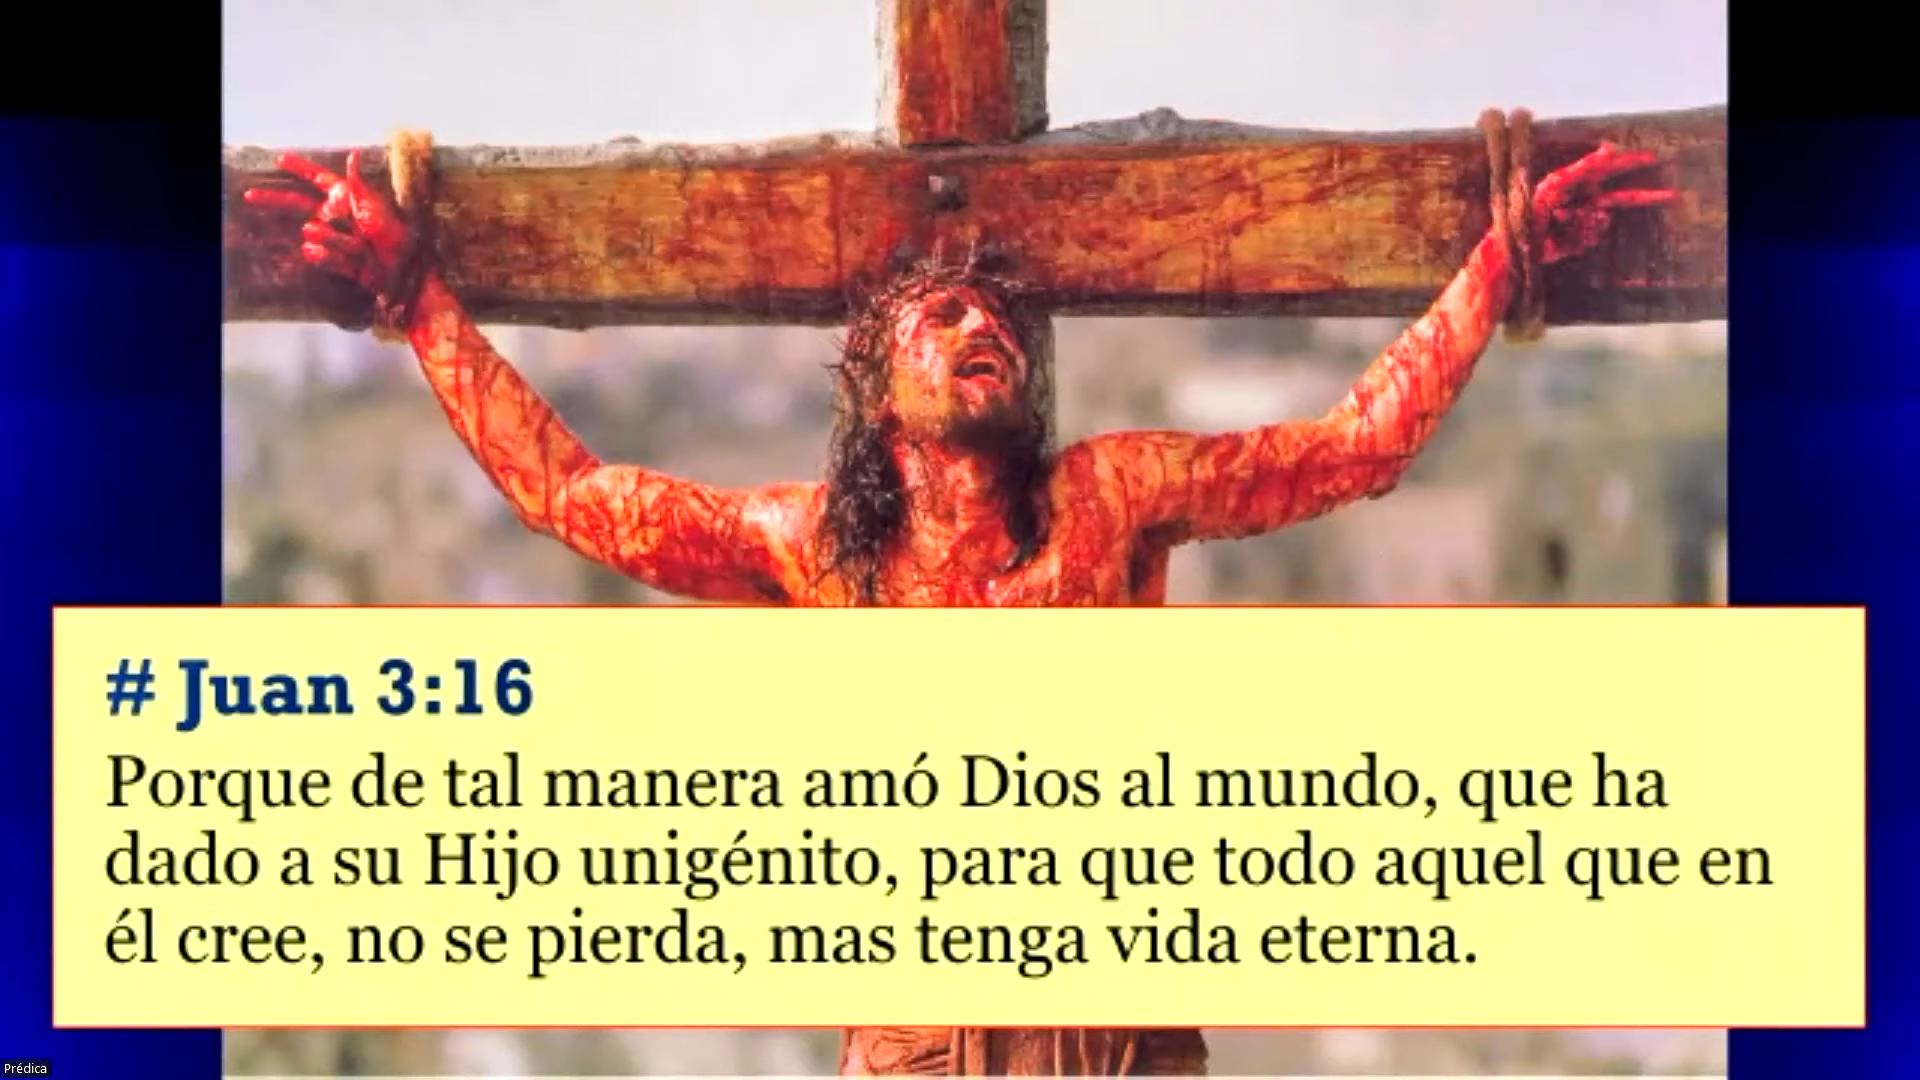 # Juan 3:16
Porque de tal manera amó Dios al mundo, que ha
dado a su Hijo unigénito, para que todo aquel que en
él cree, no se pierda, mas tenga vida eterna.
Prédica